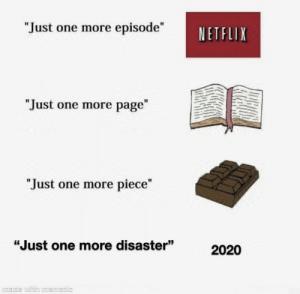 "Just one more episode"
NETFLIX
"Just one more page"
"Just one more piece"
“Just one more disaster”
2020
made with mematic